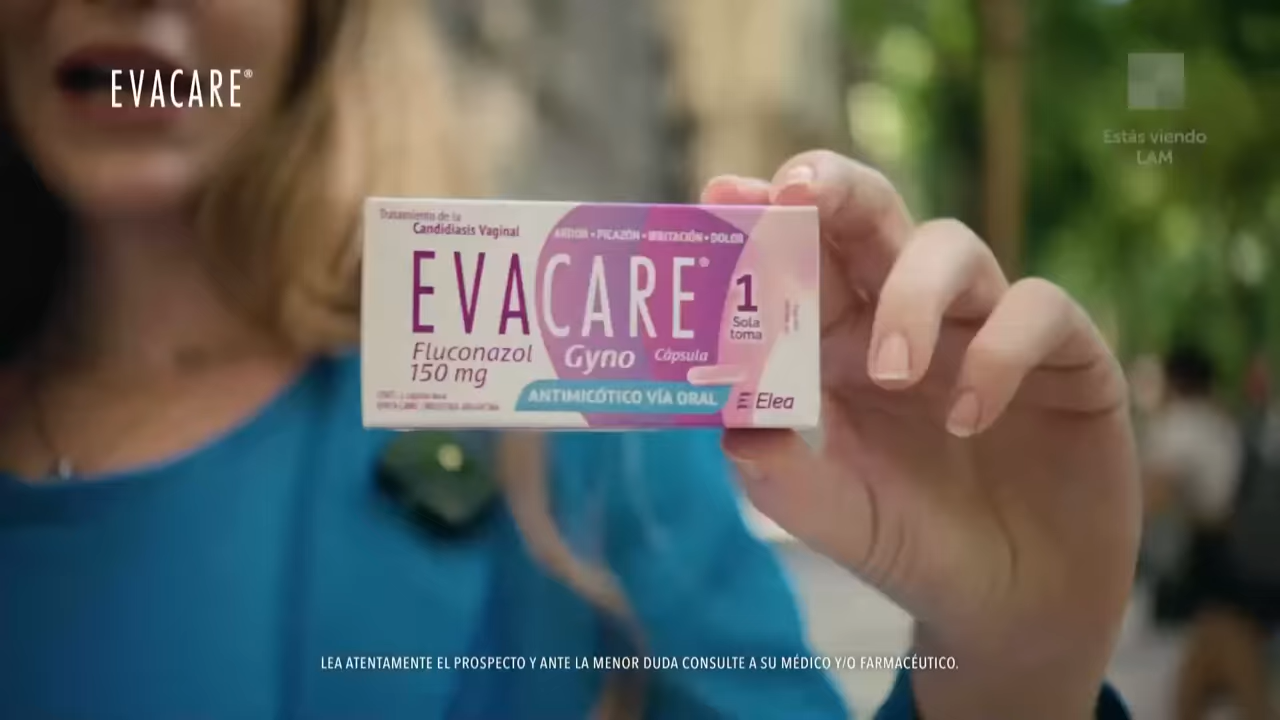 EVACARE®
Estás viendo
LAM
Tratamiento de la
Candidiasis Vaginal
ARDOR • PICAZÓN • IRRITACIÓN • DOLOR
EVACARE®
1
Sola
toma
Fluconazol
150 mg
Gyno Cápsula
ANTIMICÓTICO VÍA ORAL
Elea
LEA ATENTAMENTE EL PROSPECTO Y ANTE LA MENOR DUDA CONSULTE A SU MÉDICO Y/O FARMACÉUTICO.